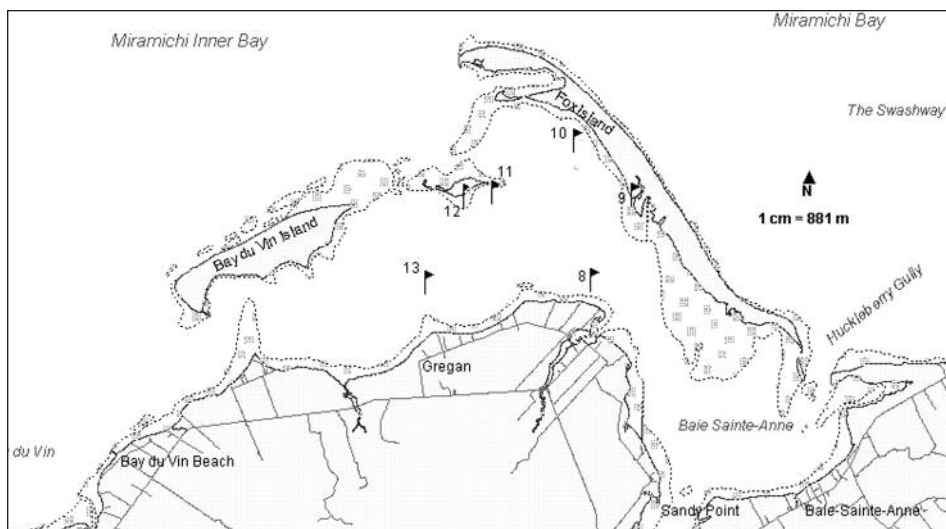 Miramichi Inner Bay
Miramichi Bay
The Swashway
Fox Island
10
11
12
9
N
1 cm = 881 m
Bay du Vin Island
13
8
Huckleberry Gully
Gregan
Baie Sainte-Anne
du Vin
Bay du Vin Beach
Sandy Point
Baie-Sainte-Anne